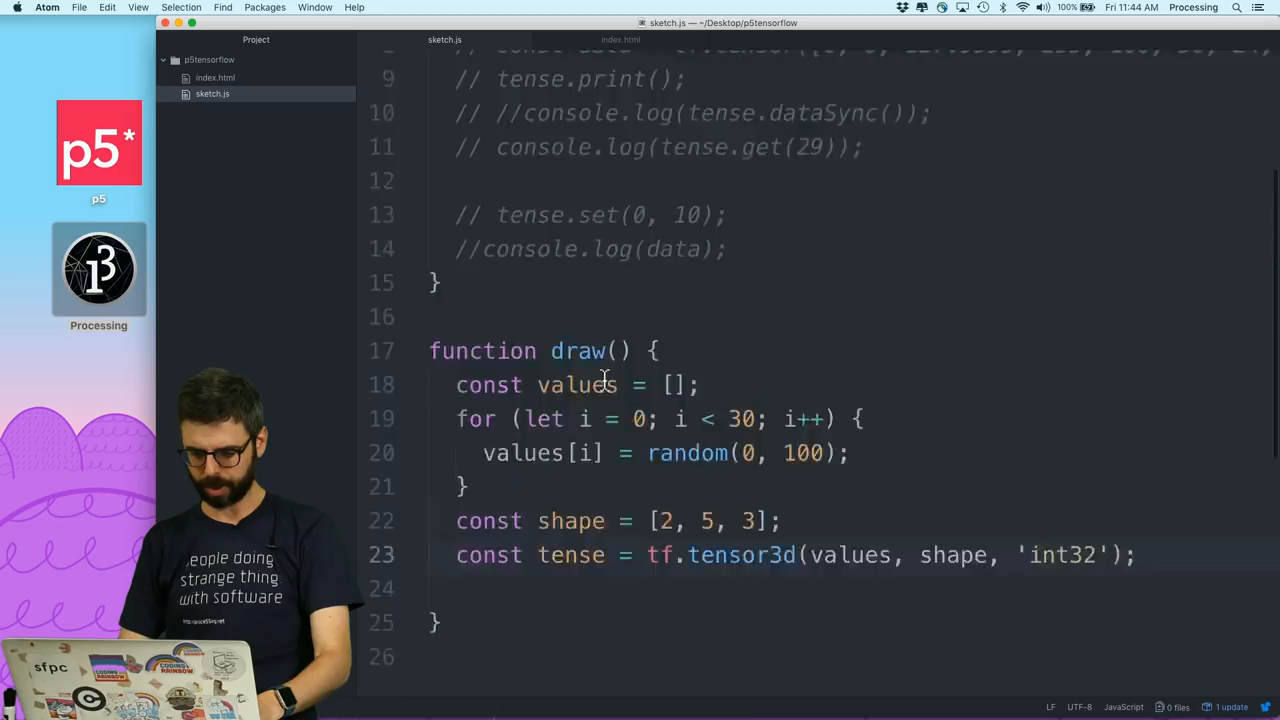 Atom File Edit View Selection Find Packages Window Help
100% Fri 11:44 AM Processing
sketch.js — ~/Desktop/p5tensorflow
Project
sketch.js
index.html
p5tensorflow
index.html
sketch.js
p5*
p5
Processing
9 // tense.print();
10 // //console.log(tense.dataSync());
11 // console.log(tense.get(29));
12
13 // tense.set(0, 10);
14 //console.log(data);
15 }
16
17 function draw() {
18 const values = [];
19 for (let i = 0; i < 30; i++) {
20 values[i] = random(0, 100);
21 }
22 const shape = [2, 5, 3];
23 const tense = tf.tensor3d(values, shape, 'int32');
24
25 }
26
people doing
strange thing
with software
sfpc
CODING
RAINBOW
LF UTF-8 JavaScript 0 files 1 update